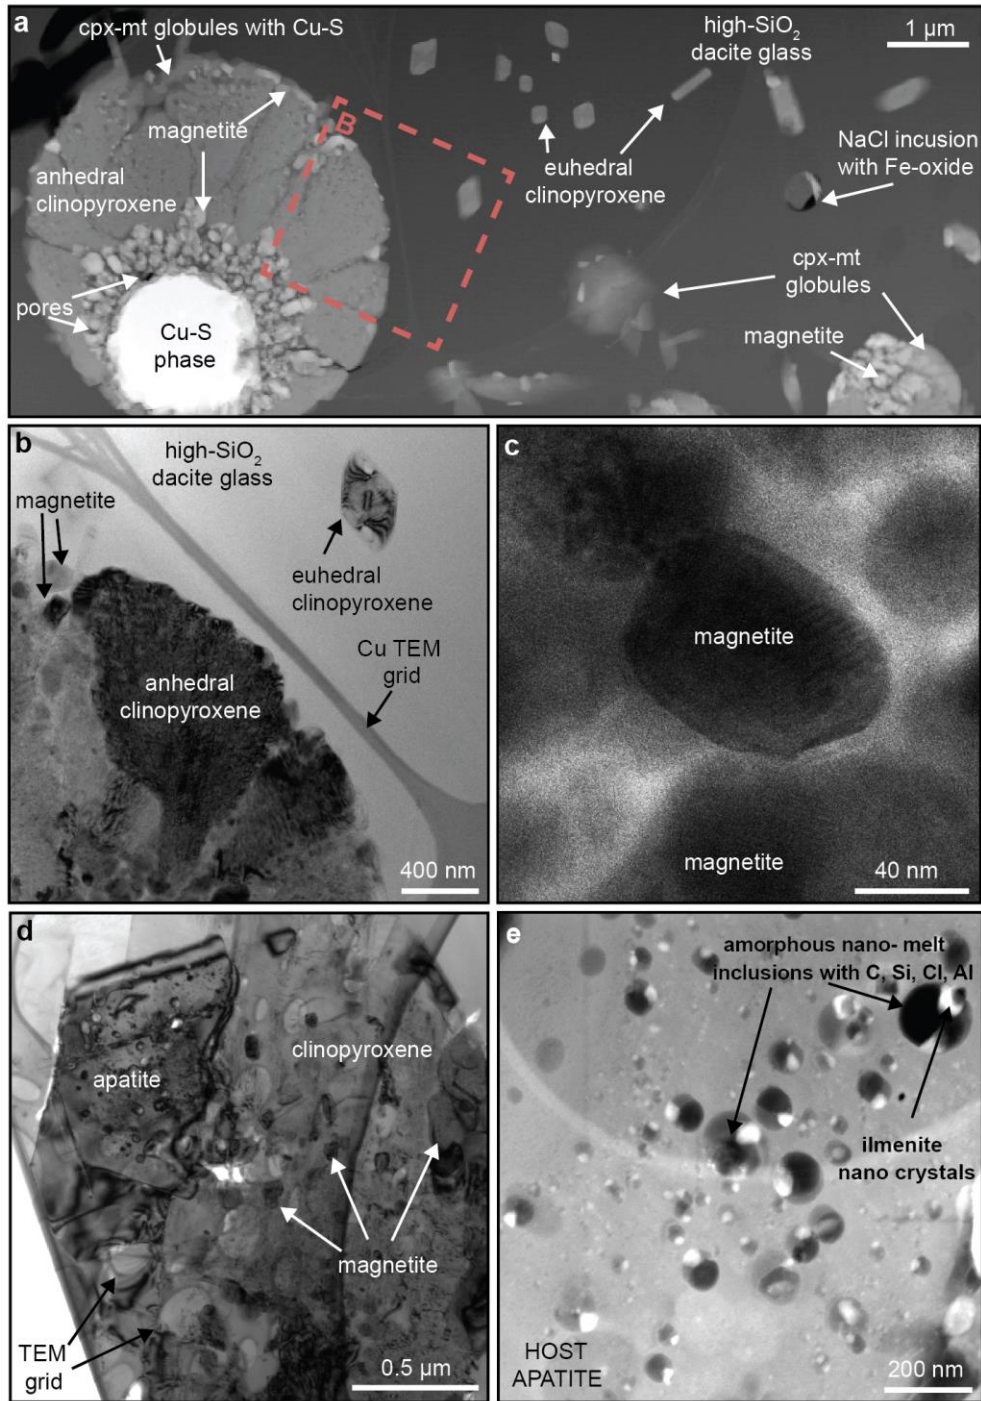 a
cpx-mt globules with Cu-S
high-SiO₂
dacite glass
1 µm
magnetite
B
anhedral
clinopyroxene
euhedral
clinopyroxene
NaCl incusion
with Fe-oxide
pores
Cu-S
phase
cpx-mt
globules
magnetite
b
high-SiO₂
dacite glass
magnetite
euhedral
clinopyroxene
Cu TEM
grid
anhedral
clinopyroxene
400 nm
c
magnetite
magnetite
40 nm
d
clinopyroxene
apatite
magnetite
TEM
grid
0.5 µm
e
amorphous nano- melt
inclusions with C, Si, Cl, Al
ilmenite
nano crystals
HOST
APATITE
200 nm